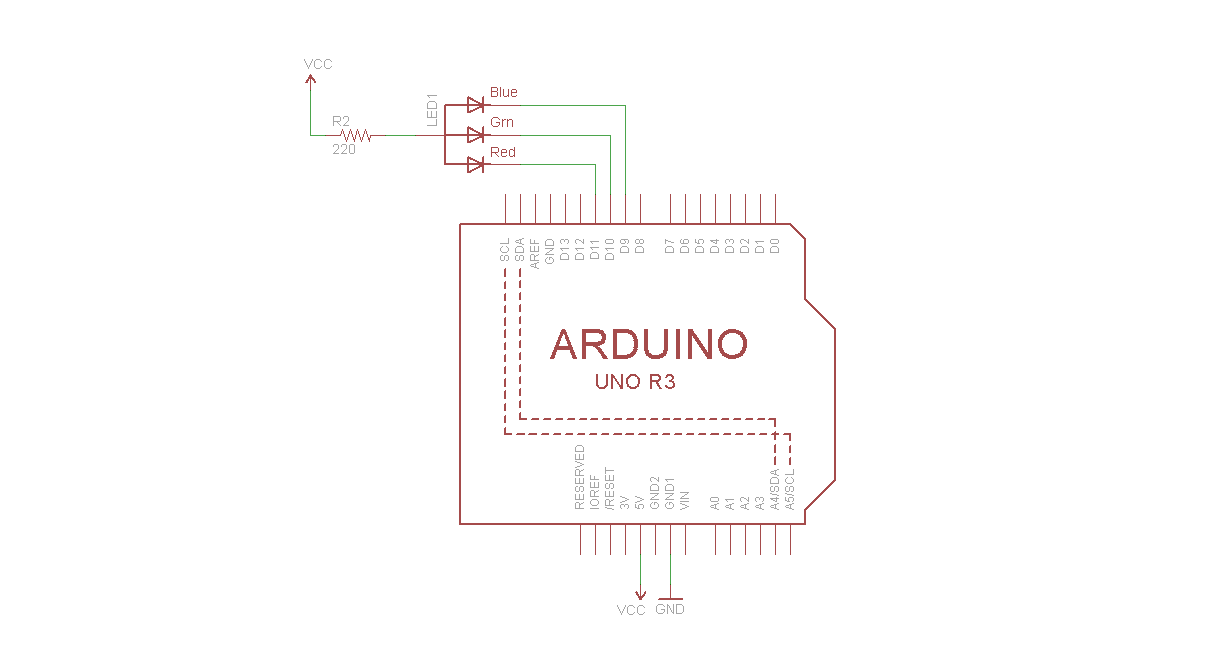 VCC
R2
220
LED1
Blue
Grn
Red
SCL
SDA
AREF
GND
D13
D12
D11
D10
D9
D8
D7
D6
D5
D4
D3
D2
D1
D0
ARDUINO
UNO R3
RESERVED
IOREF
/RESET
3V
5V
GND2
GND1
VIN
A0
A1
A2
A3
A4/SDA
A5/SCL
VCC
GND